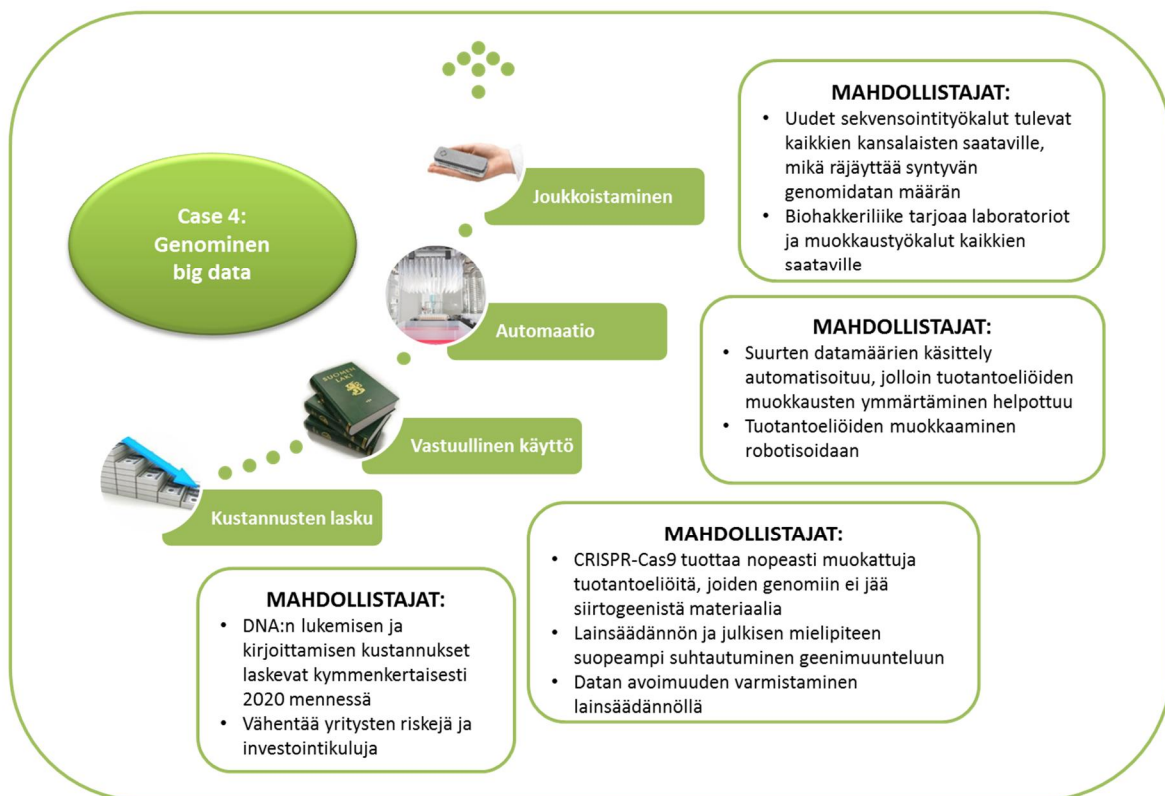 Case 4:
Genominen
big data
Joukkoistaminen
MAHDOLLISTAJAT:
• Uudet sekvensointityökalut tulevat
kaikkien kansalaisten saataville,
mikä räjäyttää syntyvän
genomidatan määrän
• Biohakkeriliike tarjoaa laboratoriot
ja muokkaustyökalut kaikkien
saataville
Automaatio
MAHDOLLISTAJAT:
• Suurten datamäärien käsittely
automatisoituu, jolloin tuotantoeliöiden
muokkausten ymmärtäminen helpottuu
• Tuotantoeliöiden muokkaaminen
robotisoidaan
SUOMEN
LAKI
Vastuullinen käyttö
MAHDOLLISTAJAT:
• CRISPR-Cas9 tuottaa nopeasti muokattuja
tuotantoeliöitä, joiden genomiin ei jää
siirtogeenistä materiaalia
• Lainsäädännön ja julkisen mielipiteen
suopeampi suhtautuminen geenimuunteluun
• Datan avoimuuden varmistaminen
lainsäädännöllä
Kustannusten lasku
MAHDOLLISTAJAT:
• DNA:n lukemisen ja
kirjoittamisen kustannukset
laskevat kymmenkertaisesti
2020 mennessä
• Vähentää yritysten riskejä ja
investointikuluja